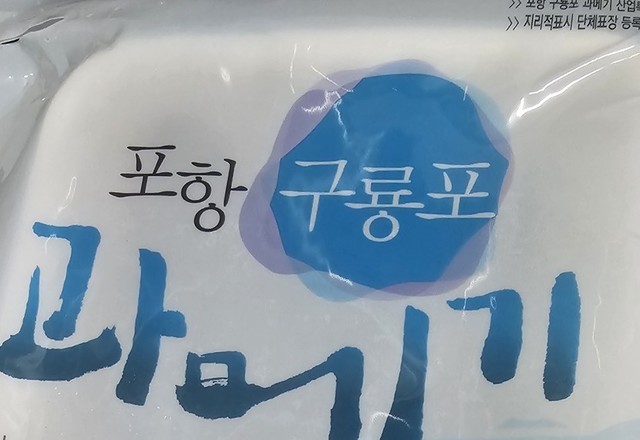 >> 포항 구룡포 과메기 산업
>> 지리적표시 단체표장 등록
포항 구룡포
과메기